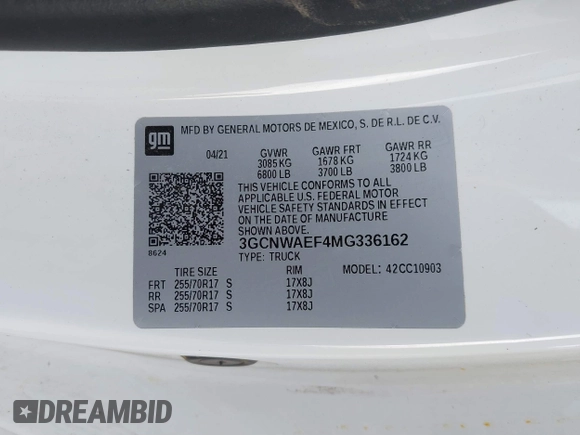 gm
MFD BY GENERAL MOTORS DE MEXICO, S. DE R.L. DE C.V.
04/21 GVWR GAWR FRT GAWR RR
3085 KG 1678 KG 1724 KG
6800 LB 3700 LB 3800 LB
THIS VEHICLE CONFORMS TO ALL
APPLICABLE U.S. FEDERAL MOTOR
VEHICLE SAFETY STANDARDS IN EFFECT
ON THE DATE OF MANUFACTURE
SHOWN ABOVE.
3GCNWAEF4MG336162
8624
TYPE: TRUCK MODEL: 42CC10903
TIRE SIZE RIM
FRT 255/70R17 S 17X8J
RR 255/70R17 S 17X8J
SPA 255/70R17 S 17X8J
DREAMBID